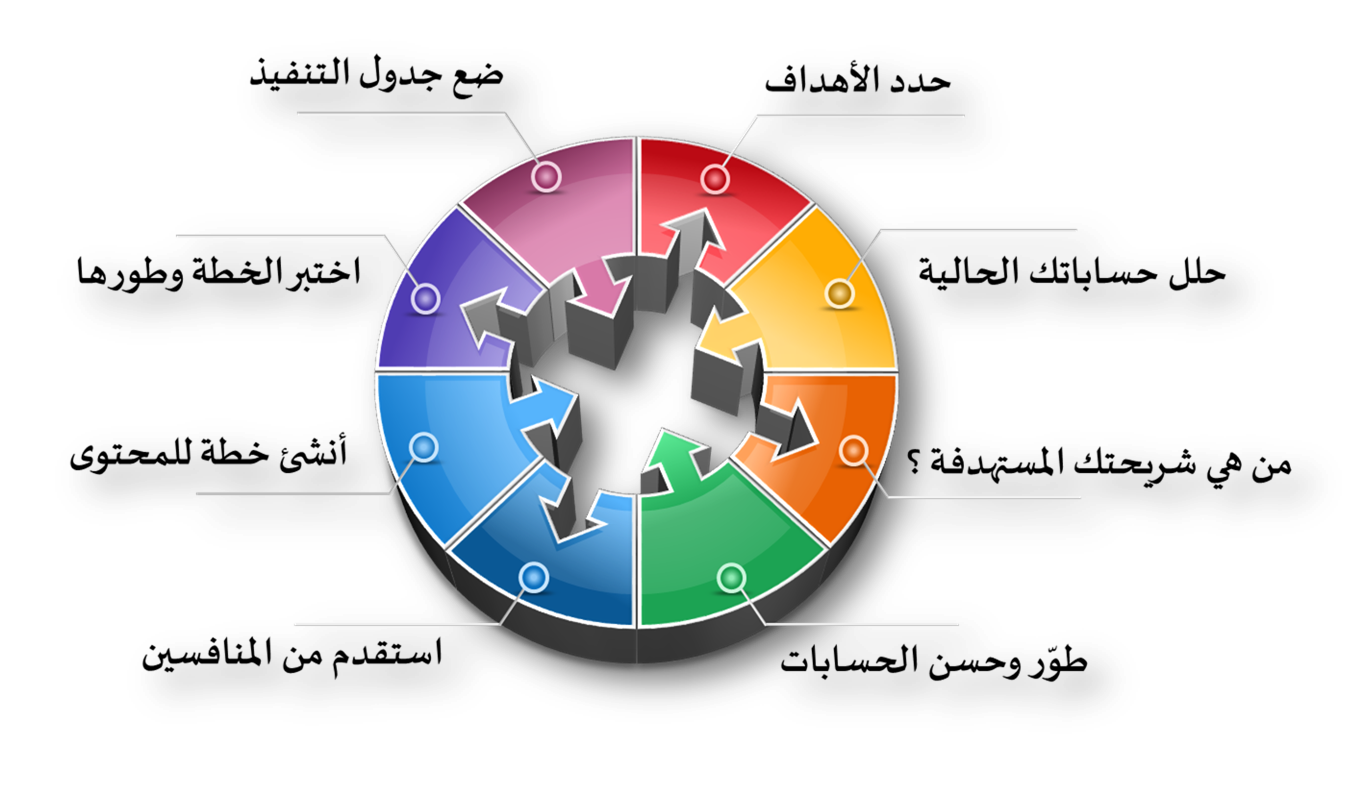 حدد الأهداف
حلل حساباتك الحالية
من هي شريحتك المستهدفة ؟
طوّر وحسن الحسابات
استقدم من المنافسين
أنشئ خطة للمحتوى
اختبر الخطة وطورها
ضع جدول التنفيذ